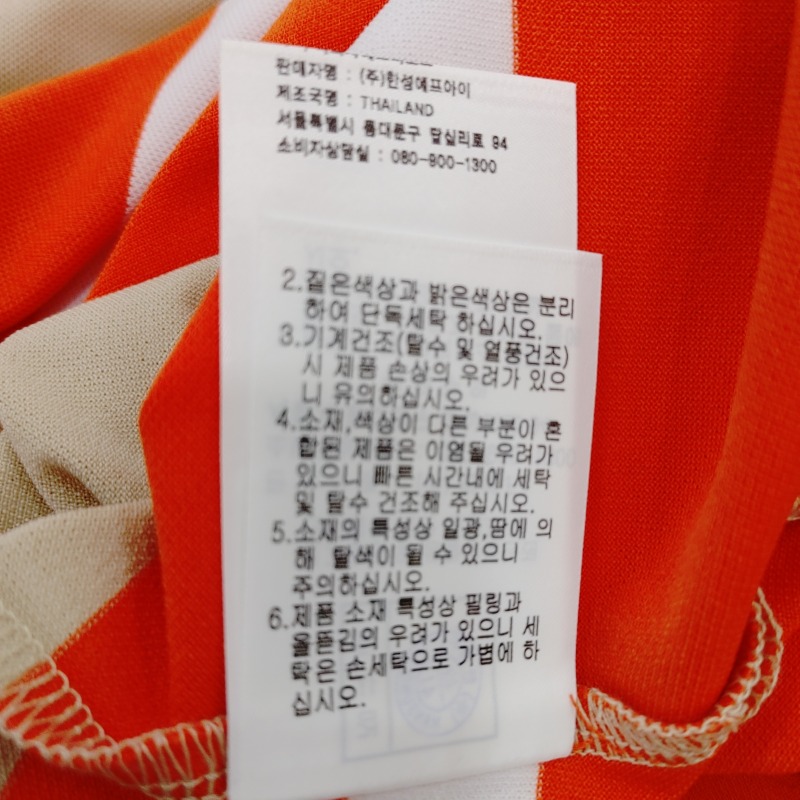 판매자명 : (주)한성에프아이
제조국명 : THAILAND
서울특별시 동대문구 답십리로 94
소비자상담실 : 080-900-1300
2.짙은색상과 밝은색상은 분리
하여 단독세탁 하십시오.
3.기계건조(탈수 및 열풍건조)
시 제품 손상의 우려가 있으
니 유의하십시오.
4.소재,색상이 다른 부분이 혼
합된 제품은 이염될 우려가
있으니 빠른 시간내에 세탁
및 탈수 건조해 주십시오.
5.소재의 특성상 일광,땀에 의
해 탈색이 될 수 있으니
주의하십시오.
6.제품 소재 특성상 필링과
올뜯김의 우려가 있으니 세
탁은 손세탁으로 가볍에 하
십시오.